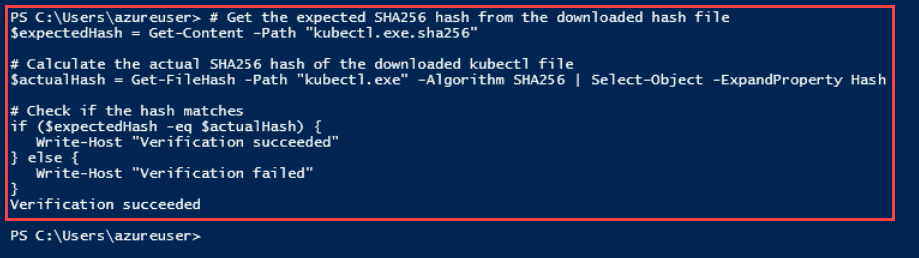 PS C:\Users\azureuser> # Get the expected SHA256 hash from the downloaded hash file
$expectedHash = Get-Content -Path "kubectl.exe.sha256"
# Calculate the actual SHA256 hash of the downloaded kubectl file
$actualHash = Get-FileHash -Path "kubectl.exe" -Algorithm SHA256 | Select-Object -ExpandProperty Hash
# Check if the hash matches
if ($expectedHash -eq $actualHash) {
   Write-Host "Verification succeeded"
} else {
   Write-Host "Verification failed"
}
Verification succeeded
PS C:\Users\azureuser>